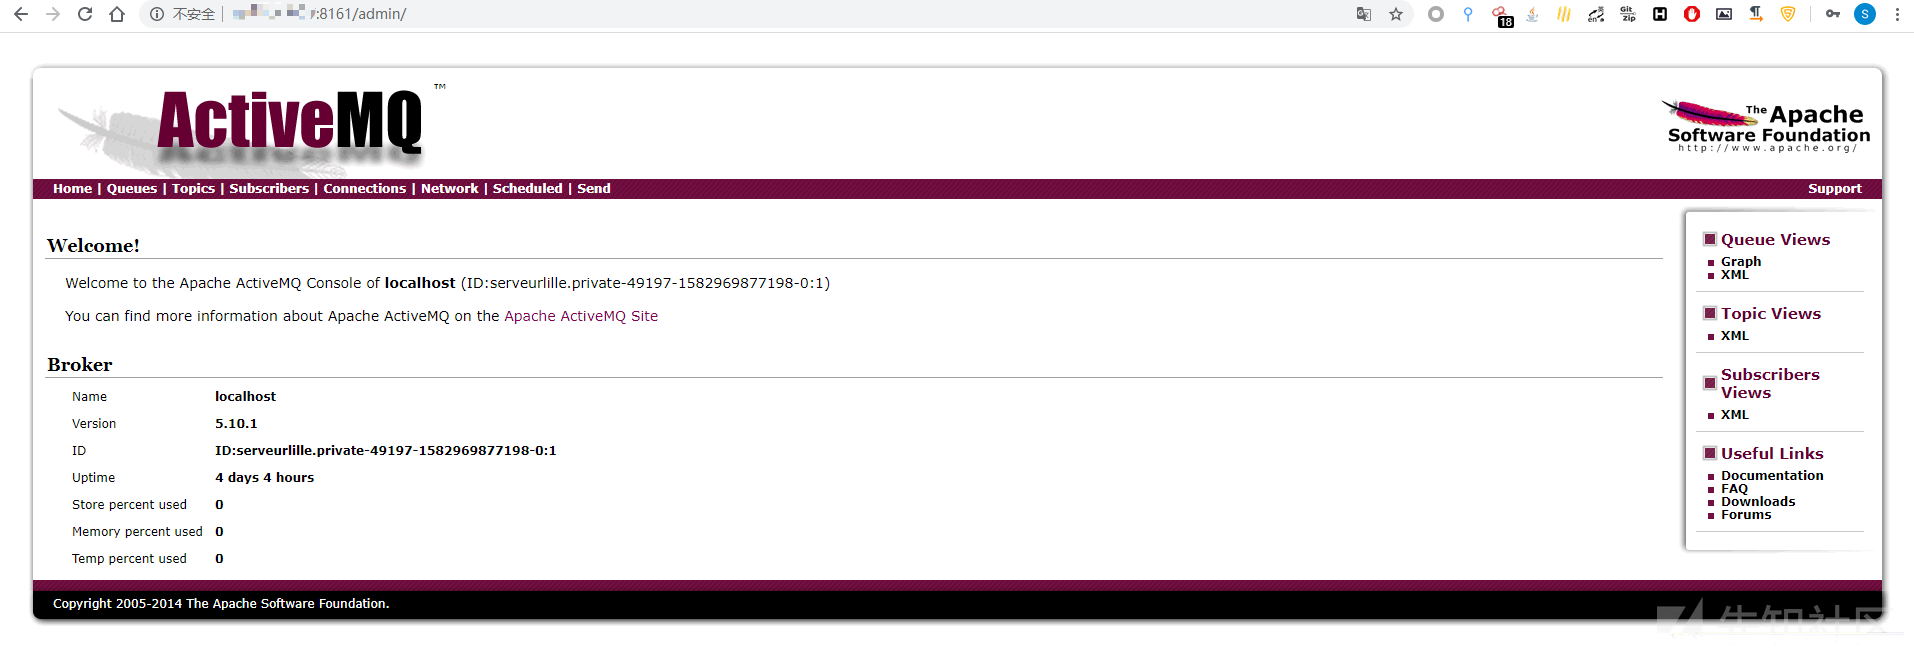 不安全 :8161/admin/
18
Git
Zip
H
S
ActiveMQ ™
The Apache
Software Foundation
http://www.apache.org/
Home | Queues | Topics | Subscribers | Connections | Network | Scheduled | Send
Support
Welcome!
Welcome to the Apache ActiveMQ Console of localhost (ID:serveurlille.private-49197-1582969877198-0:1)
You can find more information about Apache ActiveMQ on the Apache ActiveMQ Site
Broker
Name localhost
Version 5.10.1
ID ID:serveurlille.private-49197-1582969877198-0:1
Uptime 4 days 4 hours
Store percent used 0
Memory percent used 0
Temp percent used 0
Queue Views
Graph
XML
Topic Views
XML
Subscribers
Views
XML
Useful Links
Documentation
FAQ
Downloads
Forums
Copyright 2005-2014 The Apache Software Foundation.
先知社区